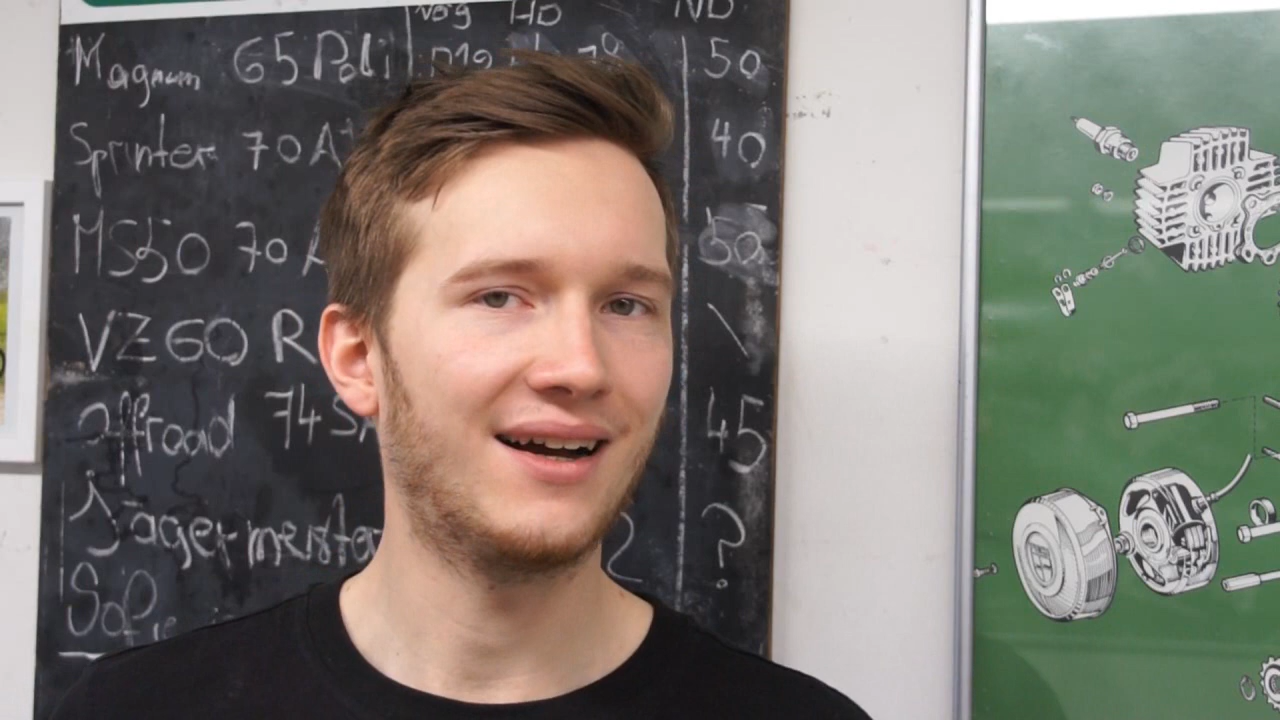 HD ND
Magnum 65 Poli 50
Sprinter 70 A 40
MS50 70 A 50
VZ60 R \
offroad 74 45
Jägermeister 2 ?
Sofie